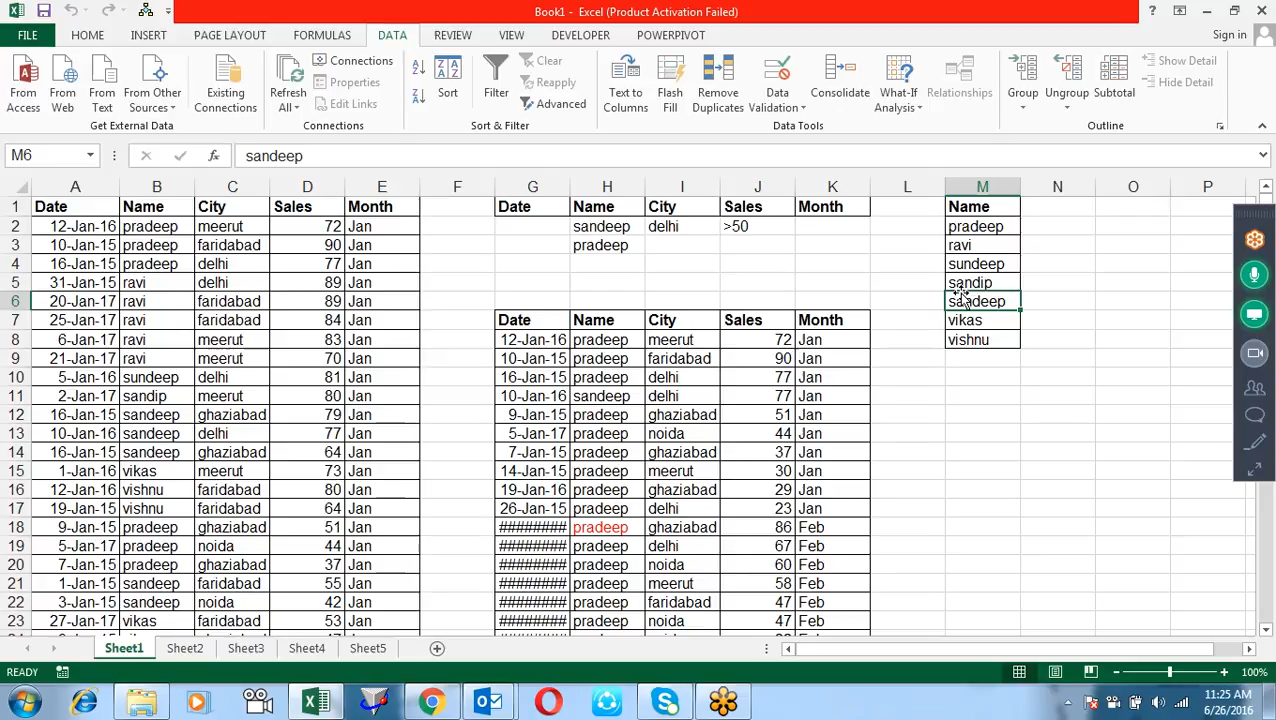 Book1 - Excel (Product Activation Failed)
FILE HOME INSERT PAGE LAYOUT FORMULAS DATA REVIEW VIEW DEVELOPER POWERPIVOT Sign in
From Access
From Web
From Text
From Other Sources
Existing Connections
Get External Data
Refresh All
Connections
Properties
Edit Links
Connections
Sort
Filter
Clear
Reapply
Advanced
Sort & Filter
Text to Columns
Flash Fill
Remove Duplicates
Data Validation
Consolidate
What-If Analysis
Relationships
Data Tools
Group
Ungroup
Subtotal
Show Detail
Hide Detail
Outline
M6 fx sandeep
A B C D E F G H I J K L M N O P
1 Date Name City Sales Month Date Name City Sales Month Name
2 12-Jan-16 pradeep meerut 72 Jan sandeep delhi >50 pradeep
3 10-Jan-15 pradeep faridabad 90 Jan pradeep ravi
4 16-Jan-15 pradeep delhi 77 Jan sundeep
5 31-Jan-15 ravi delhi 89 Jan sandip
6 20-Jan-17 ravi faridabad 89 Jan sandeep
7 25-Jan-17 ravi faridabad 84 Jan Date Name City Sales Month vikas
8 6-Jan-17 ravi meerut 83 Jan 12-Jan-16 pradeep meerut 72 Jan vishnu
9 21-Jan-17 ravi meerut 70 Jan 10-Jan-15 pradeep faridabad 90 Jan
10 5-Jan-16 sundeep delhi 81 Jan 16-Jan-15 pradeep delhi 77 Jan
11 2-Jan-17 sandip meerut 80 Jan 10-Jan-16 sandeep delhi 77 Jan
12 16-Jan-15 sandeep ghaziabad 79 Jan 9-Jan-15 pradeep ghaziabad 51 Jan
13 10-Jan-16 sandeep delhi 77 Jan 5-Jan-17 pradeep noida 44 Jan
14 16-Jan-15 sandeep ghaziabad 64 Jan 7-Jan-15 pradeep ghaziabad 37 Jan
15 1-Jan-16 vikas meerut 73 Jan 14-Jan-15 pradeep meerut 30 Jan
16 12-Jan-16 vishnu faridabad 80 Jan 19-Jan-16 pradeep ghaziabad 29 Jan
17 19-Jan-15 vishnu faridabad 64 Jan 26-Jan-15 pradeep delhi 23 Jan
18 9-Jan-15 pradeep ghaziabad 51 Jan ######## pradeep ghaziabad 86 Feb
19 5-Jan-17 pradeep noida 44 Jan ######## pradeep delhi 67 Feb
20 7-Jan-15 pradeep ghaziabad 37 Jan ######## pradeep noida 60 Feb
21 1-Jan-15 sandeep faridabad 55 Jan ######## pradeep meerut 58 Feb
22 3-Jan-15 sandeep noida 42 Jan ######## pradeep faridabad 47 Feb
23 27-Jan-17 vikas faridabad 53 Jan ######## pradeep noida 47 Feb
Sheet1 Sheet2 Sheet3 Sheet4 Sheet5
READY 100%
11:25 AM
6/26/2016